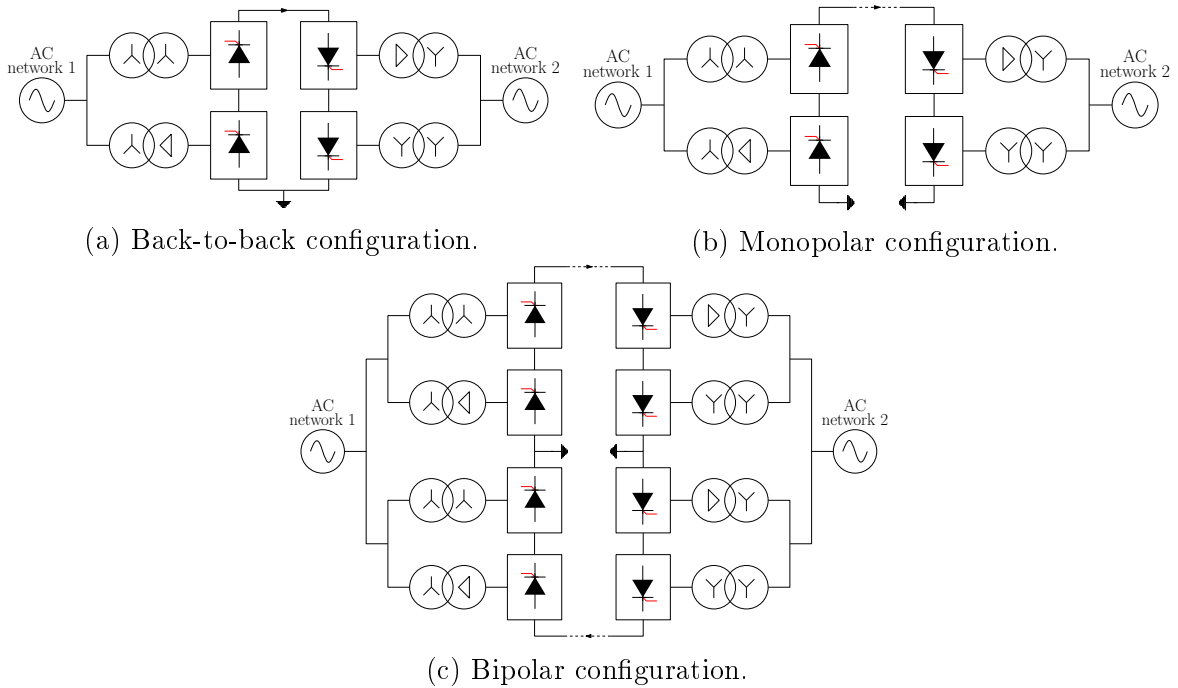 AC
network 1
AC
network 2
(a) Back-to-back configuration.
AC
network 1
AC
network 2
(b) Monopolar configuration.
AC
network 1
AC
network 2
(c) Bipolar configuration.